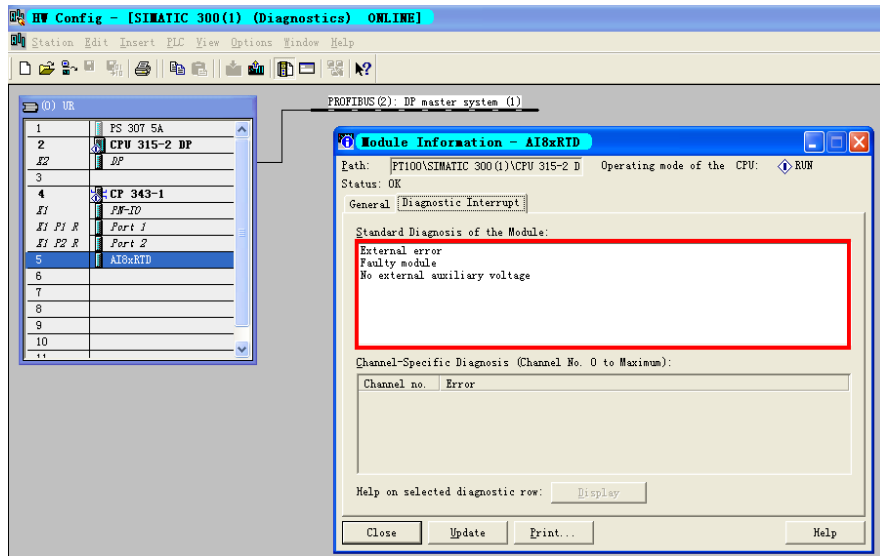 HW Config - [SIMATIC 300(1) (Diagnostics)  ONLINE]
Station Edit Insert PLC View Options Window Help
(0) UR
1 PS 307 5A
2 CPU 315-2 DP
X2 DP
3
4 CP 343-1
X1 PN-IO
X1 P1 R Port 1
X1 P2 R Port 2
5 AI8xRTD
6
7
8
9
10
11
PROFIBUS(2): DP master system (1)
Module Information - AI8xRTD
Path: PT100\SIMATIC 300(1)\CPU 315-2 D Operating mode of the CPU: RUN
Status: OK
General Diagnostic Interrupt
Standard Diagnosis of the Module:
External error
Faulty module
No external auxiliary voltage
Channel-Specific Diagnosis (Channel No. 0 to Maximum):
Channel no. Error
Help on selected diagnostic row: Display
Close Update Print... Help